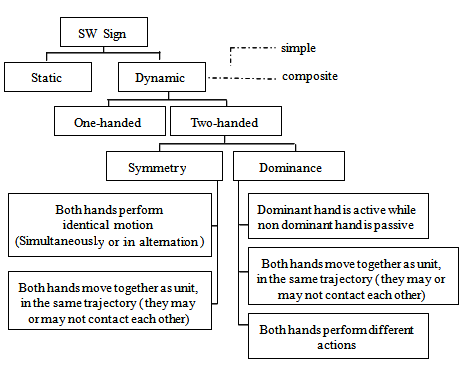 SW Sign
simple
Static
Dynamic
composite
One-handed
Two-handed
Symmetry
Dominance
Both hands perform
identical motion
(Simultaneously or in alternation)
Dominant hand is active while
non dominant hand is passive
Both hands move together as unit,
in the same trajectory (they may
or may not contact each other)
Both hands move together as unit,
in the same trajectory (they may or
may not contact each other)
Both hands perform different
actions